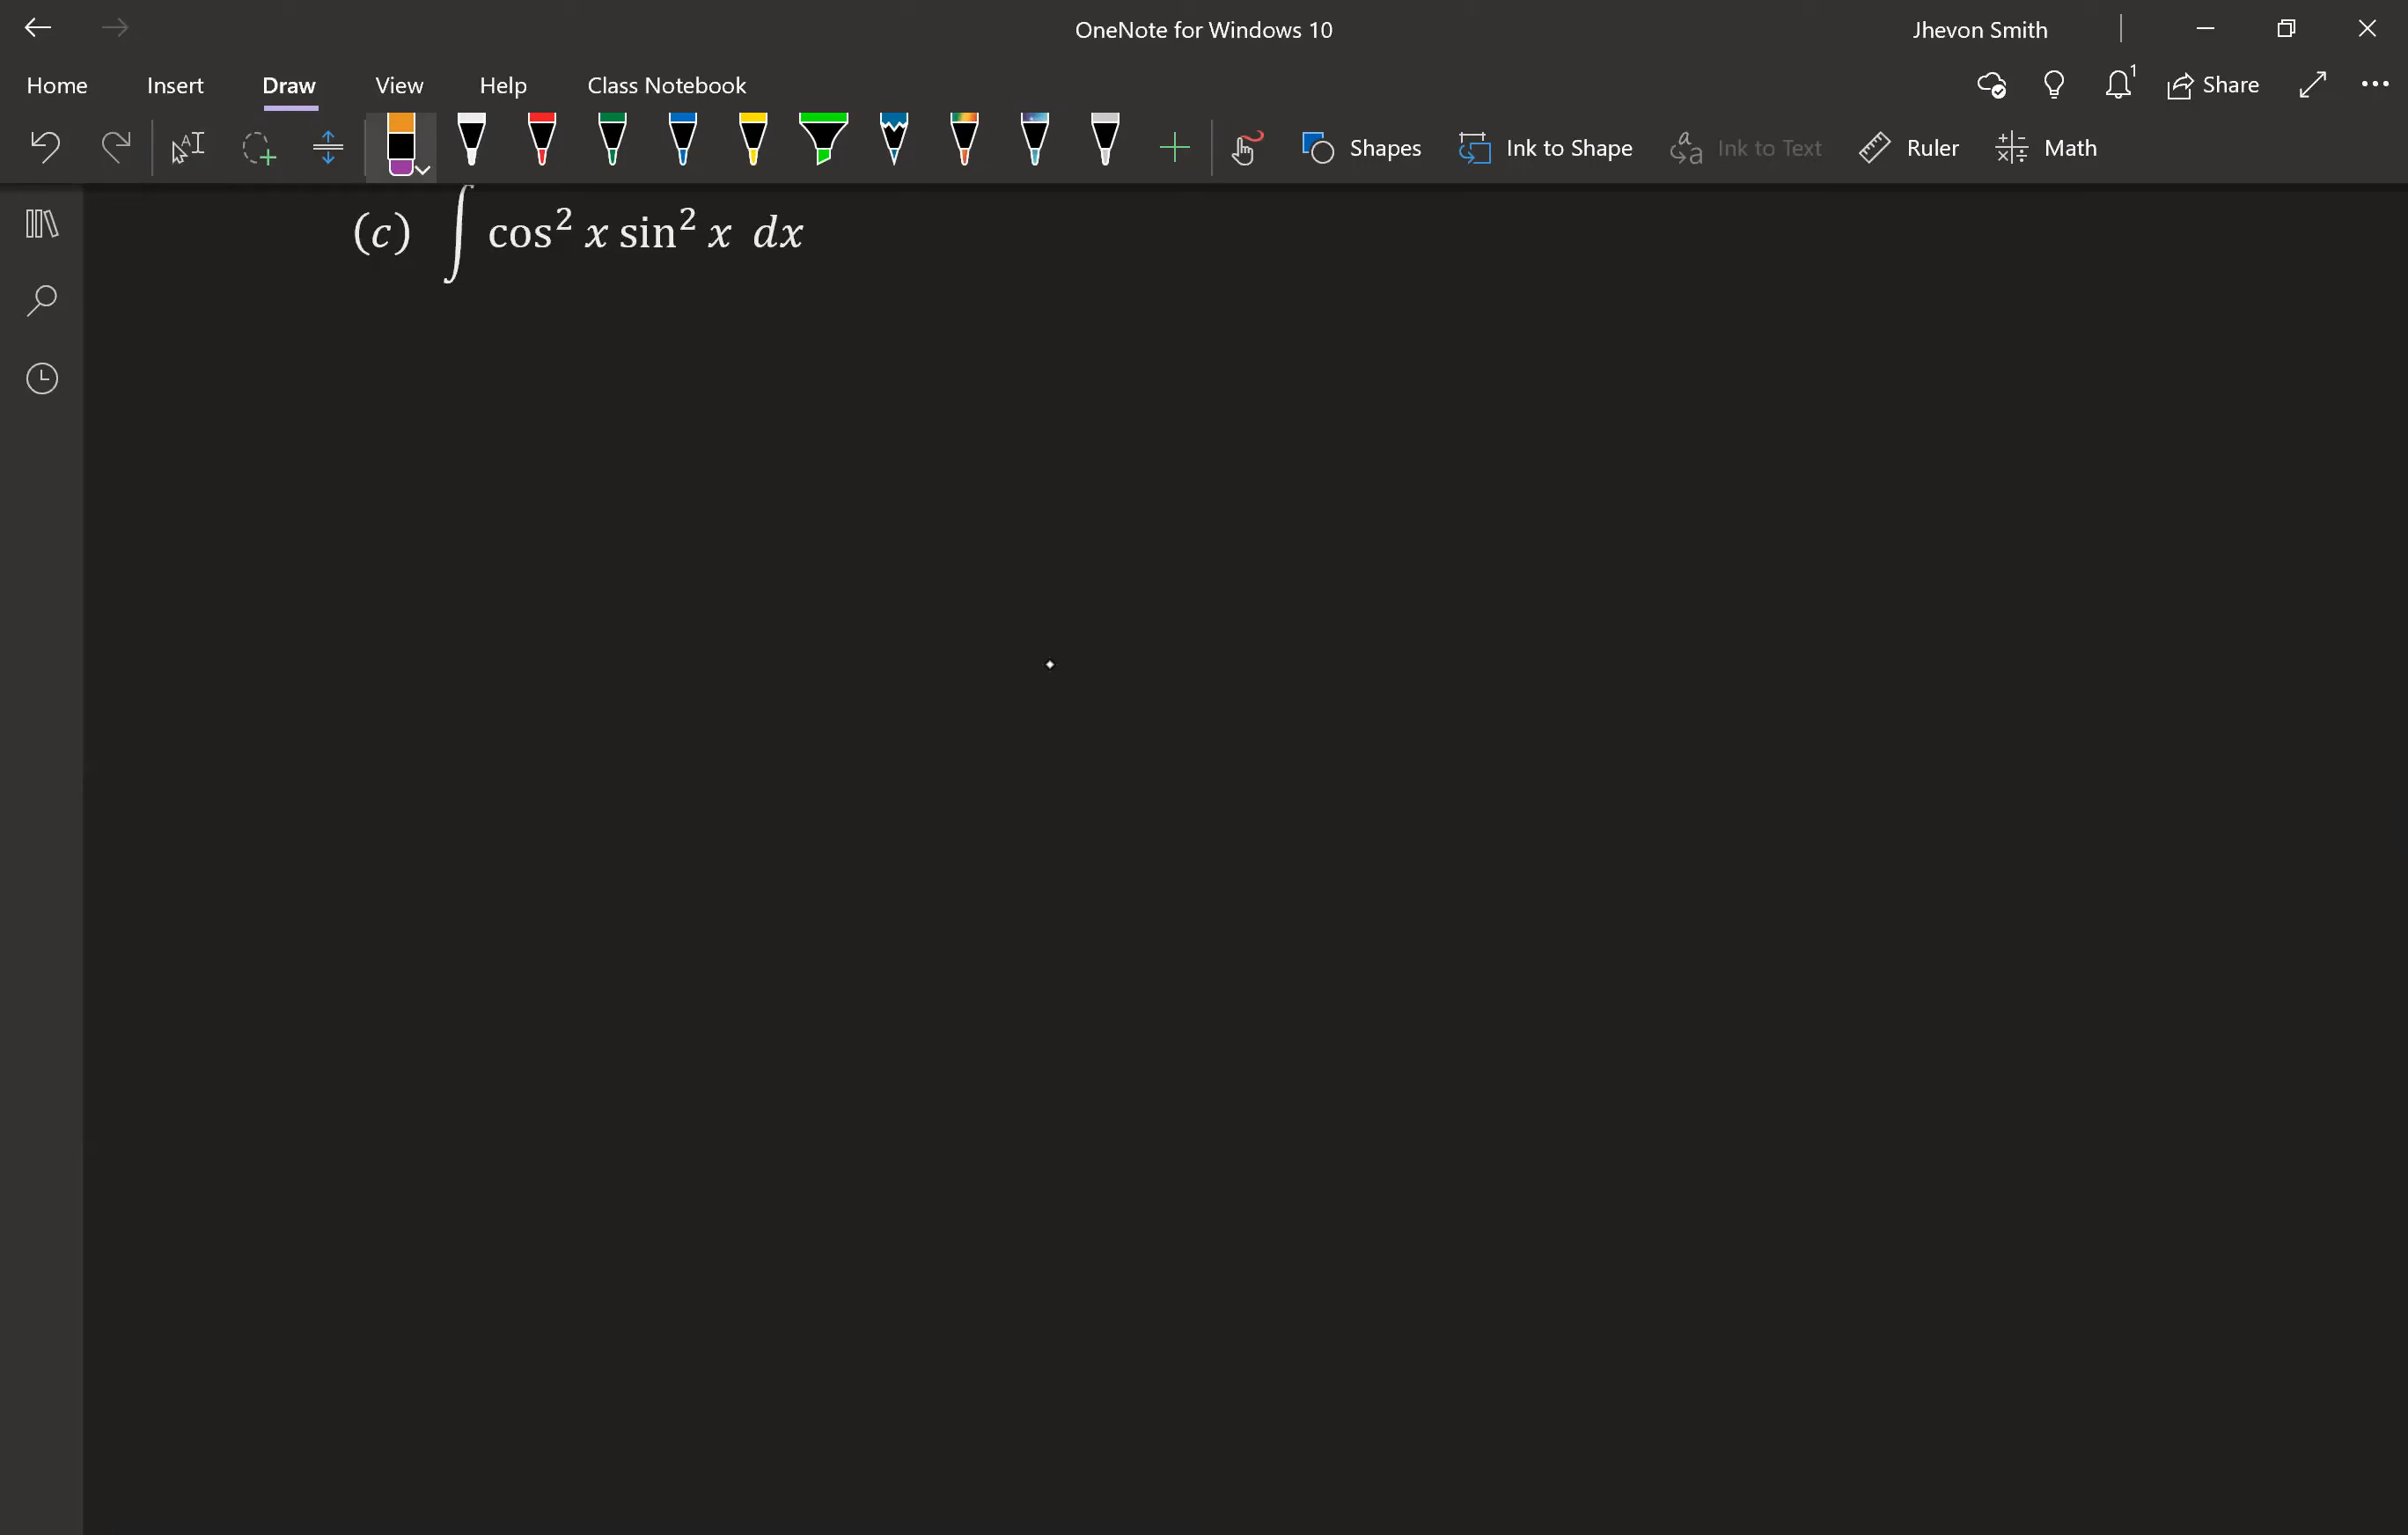 OneNote for Windows 10
Jhevon Smith
Home Insert Draw View Help Class Notebook
1
Share
Shapes Ink to Shape Ink to Text Ruler Math
(c) ∫ cos² x sin² x dx